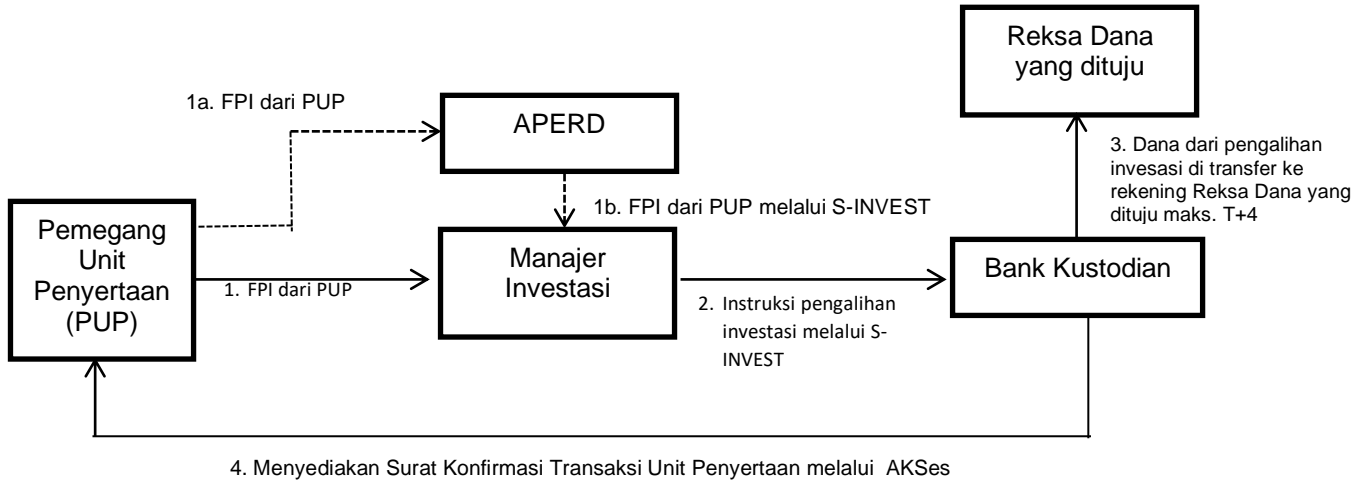 Reksa Dana
yang dituju
1a. FPI dari PUP
APERD
3. Dana dari pengalihan
invesasi di transfer ke
rekening Reksa Dana yang
dituju maks. T+4
1b. FPI dari PUP melalui S-INVEST
Pemegang
Unit
Penyertaan
(PUP)
1. FPI dari PUP
Manajer
Investasi
2. Instruksi pengalihan
investasi melalui S-
INVEST
Bank Kustodian
4. Menyediakan Surat Konfirmasi Transaksi Unit Penyertaan melalui AKSes